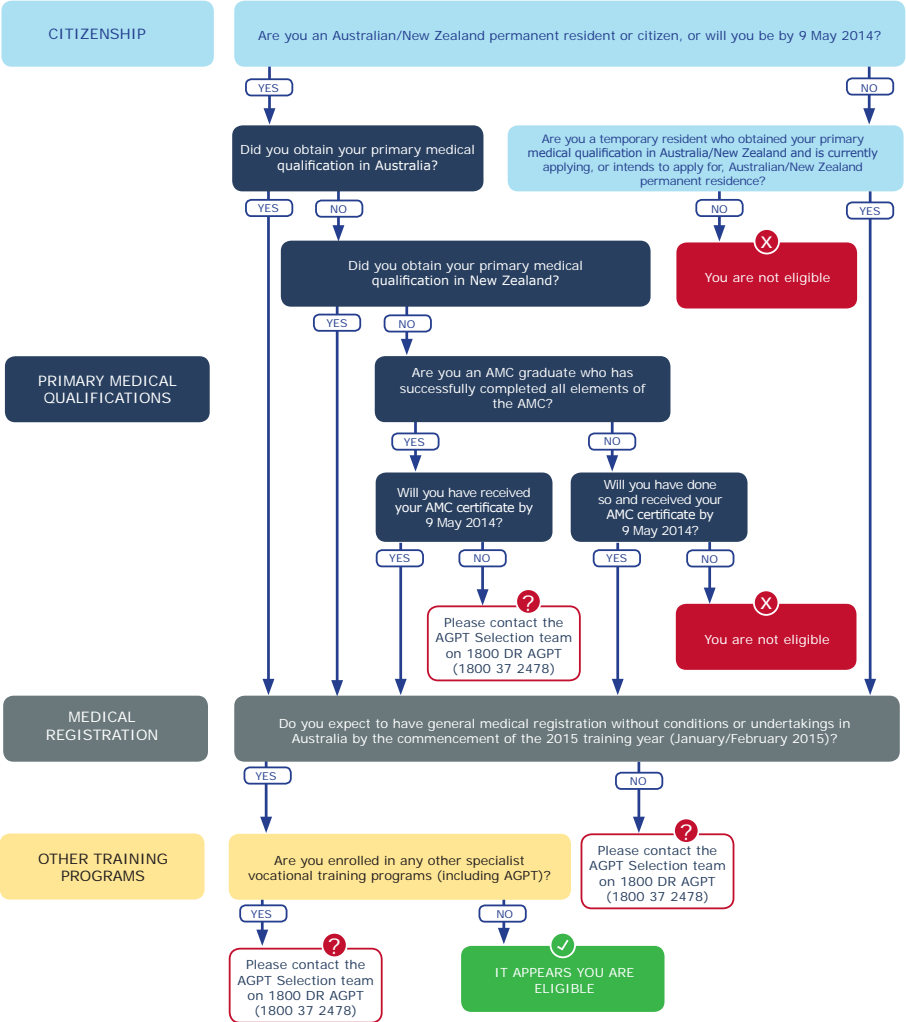 CITIZENSHIP
Are you an Australian/New Zealand permanent resident or citizen, or will you be by 9 May 2014?
YES
NO
Did you obtain your primary medical
qualification in Australia?
Are you a temporary resident who obtained your primary
medical qualification in Australia/New Zealand and is currently
applying, or intends to apply for, Australian/New Zealand
permanent residence?
YES
NO
NO
YES
Did you obtain your primary medical
qualification in New Zealand?
X
You are not eligible
YES
NO
PRIMARY MEDICAL
QUALIFICATIONS
Are you an AMC graduate who has
successfully completed all elements of
the AMC?
YES
NO
Will you have received
your AMC certificate by
9 May 2014?
Will you have done
so and received your
AMC certificate by
9 May 2014?
YES
NO
YES
NO
?
Please contact the
AGPT Selection team
on 1800 DR AGPT
(1800 37 2478)
X
You are not eligible
MEDICAL
REGISTRATION
Do you expect to have general medical registration without conditions or undertakings in
Australia by the commencement of the 2015 training year (January/February 2015)?
YES
NO
OTHER TRAINING
PROGRAMS
Are you enrolled in any other specialist
vocational training programs (including AGPT)?
?
Please contact the
AGPT Selection team
on 1800 DR AGPT
(1800 37 2478)
YES
NO
?
Please contact the
AGPT Selection team
on 1800 DR AGPT
(1800 37 2478)
IT APPEARS YOU ARE
ELIGIBLE